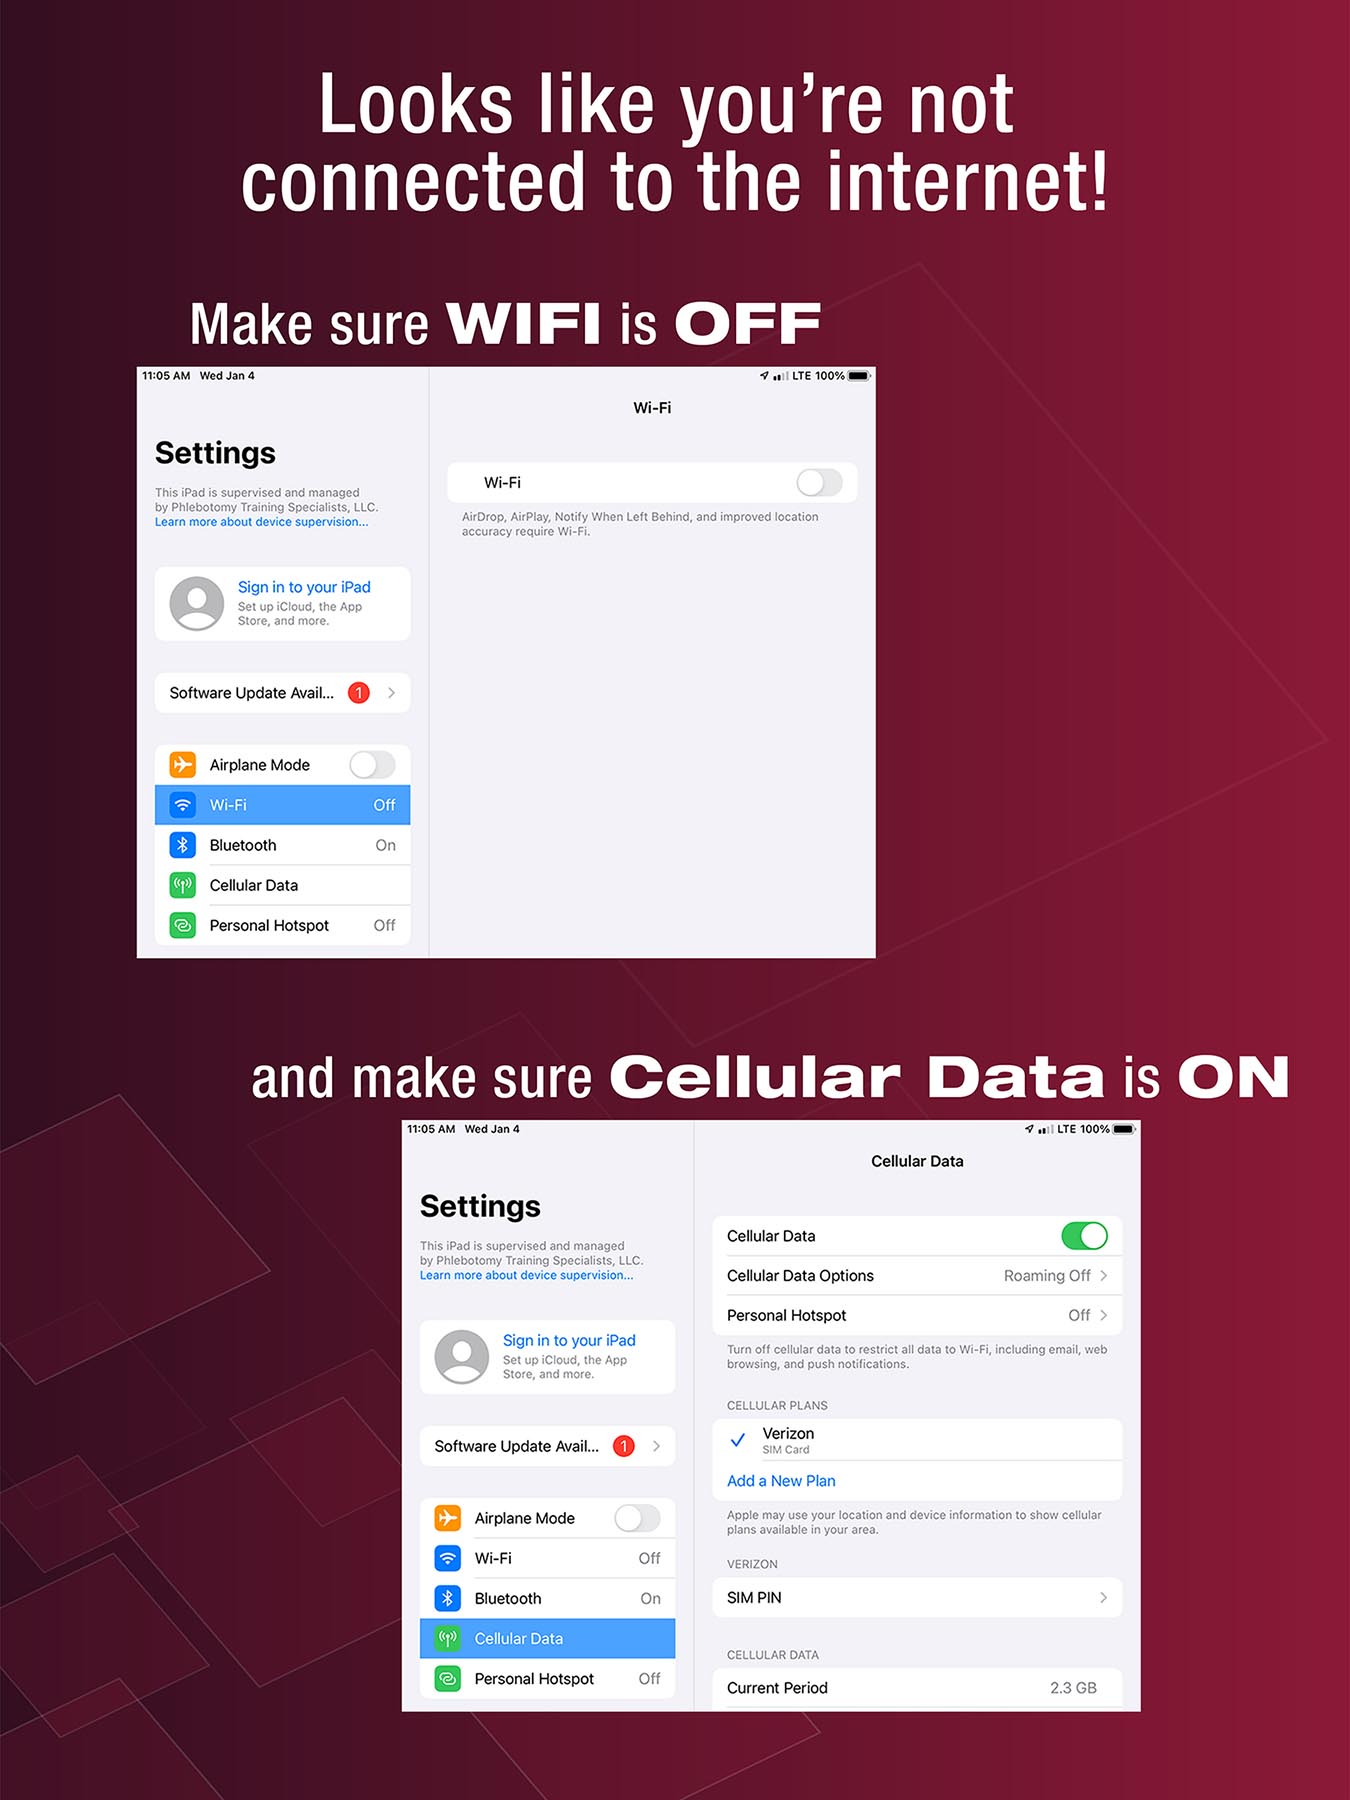 Looks like you're not
connected to the internet!
Make sure WIFI is OFF
11:05 AM Wed Jan 4
LTE 100%
Settings
This iPad is supervised and managed
by Phlebotomy Training Specialists, LLC.
Learn more about device supervision...
Sign in to your iPad
Set up iCloud, the App
Store, and more.
Software Update Avail... 1
Airplane Mode
Wi-Fi Off
Bluetooth On
Cellular Data
Personal Hotspot Off
Wi-Fi
Wi-Fi
AirDrop, AirPlay, Notify When Left Behind, and improved location
accuracy require Wi-Fi.
and make sure Cellular Data is ON
11:05 AM Wed Jan 4
LTE 100%
Settings
This iPad is supervised and managed
by Phlebotomy Training Specialists, LLC.
Learn more about device supervision...
Sign in to your iPad
Set up iCloud, the App
Store, and more.
Software Update Avail... 1
Airplane Mode
Wi-Fi Off
Bluetooth On
Cellular Data
Personal Hotspot Off
Cellular Data
Cellular Data
Cellular Data Options Roaming Off
Personal Hotspot Off
Turn off cellular data to restrict all data to Wi-Fi, including email, web
browsing, and push notifications.
CELLULAR PLANS
Verizon
SIM Card
Add a New Plan
Apple may use your location and device information to show cellular
plans available in your area.
VERIZON
SIM PIN
CELLULAR DATA
Current Period 2.3 GB